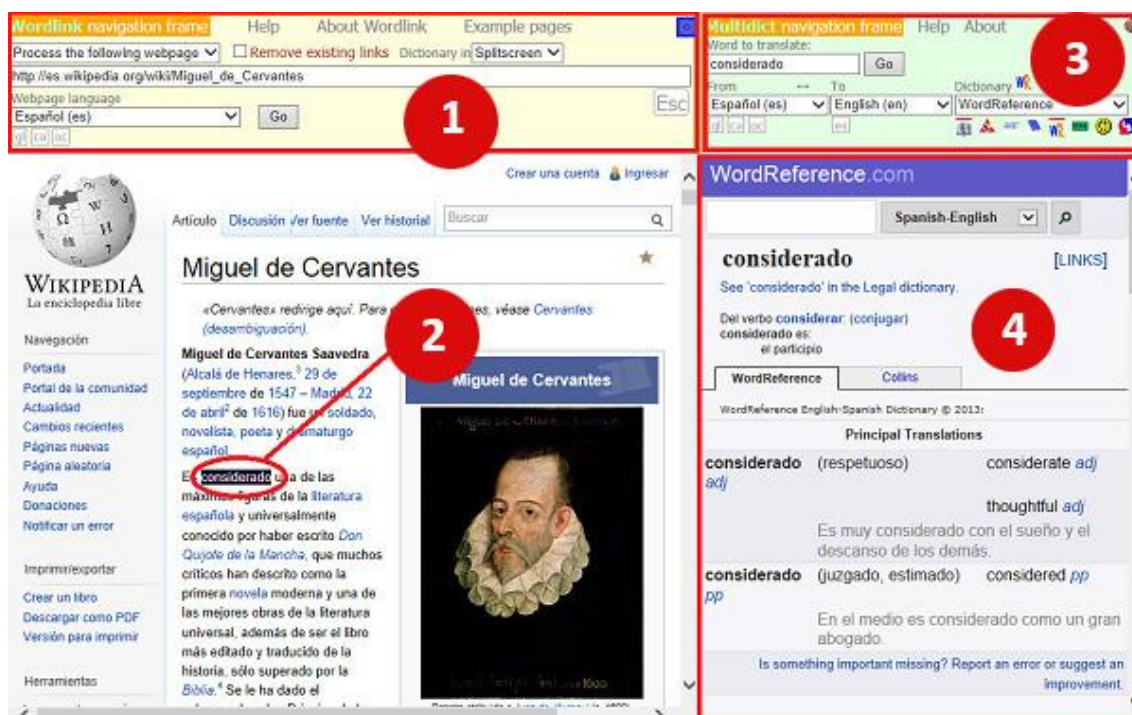 Wordlink navigation frame Help About Wordlink Example pages
Process the following webpage Remove existing links Dictionary in Splitscreen
http://es.wikipedia.org/wiki/Miguel_de_Cervantes
Webpage language
Español (es) Go Esc
gl ca oc
1
Multidict navigation frame Help About
Word to translate:
considerado Go
From ↔ To Dictionary
Español (es) English (en) WordReference
gl ca oc es
3
Crear una cuenta Ingresar
Artículo Discusión Ver fuente Ver historial Buscar
WIKIPEDIA
La enciclopedia libre
Navegación
Portada
Portal de la comunidad
Actualidad
Cambios recientes
Páginas nuevas
Página aleatoria
Ayuda
Donaciones
Notificar un error
Imprimir/exportar
Crear un libro
Descargar como PDF
Versión para imprimir
Herramientas
Miguel de Cervantes
«Cervantes» redirige aquí. Para otras acepciones, véase Cervantes
(desambiguación).
2
Miguel de Cervantes Saavedra
(Alcalá de Henares,³ 29 de
septiembre de 1547 – Madrid, 22
de abril² de 1616) fue un soldado,
novelista, poeta y dramaturgo
español.
Es considerado una de las
máximas figuras de la literatura
española y universalmente
conocido por haber escrito Don
Quijote de la Mancha, que muchos
críticos han descrito como la
primera novela moderna y una de
las mejores obras de la literatura
universal, además de ser el libro
más editado y traducido de la
historia, sólo superado por la
Biblia.⁴ Se le ha dado el
Miguel de Cervantes
WordReference.com
Spanish-English
considerado [LINKS]
See 'considerado' in the Legal dictionary.
Del verbo considerar: (conjugar)
considerado es:
el participio
4
WordReference Collins
WordReference English-Spanish Dictionary © 2013:
Principal Translations
considerado (respetuoso) considerate adj
adj
thoughtful adj
Es muy considerado con el sueño y el
descanso de los demás.
considerado (juzgado, estimado) considered pp
pp
En el medio es considerado como un gran
abogado.
Is something important missing? Report an error or suggest an
improvement.